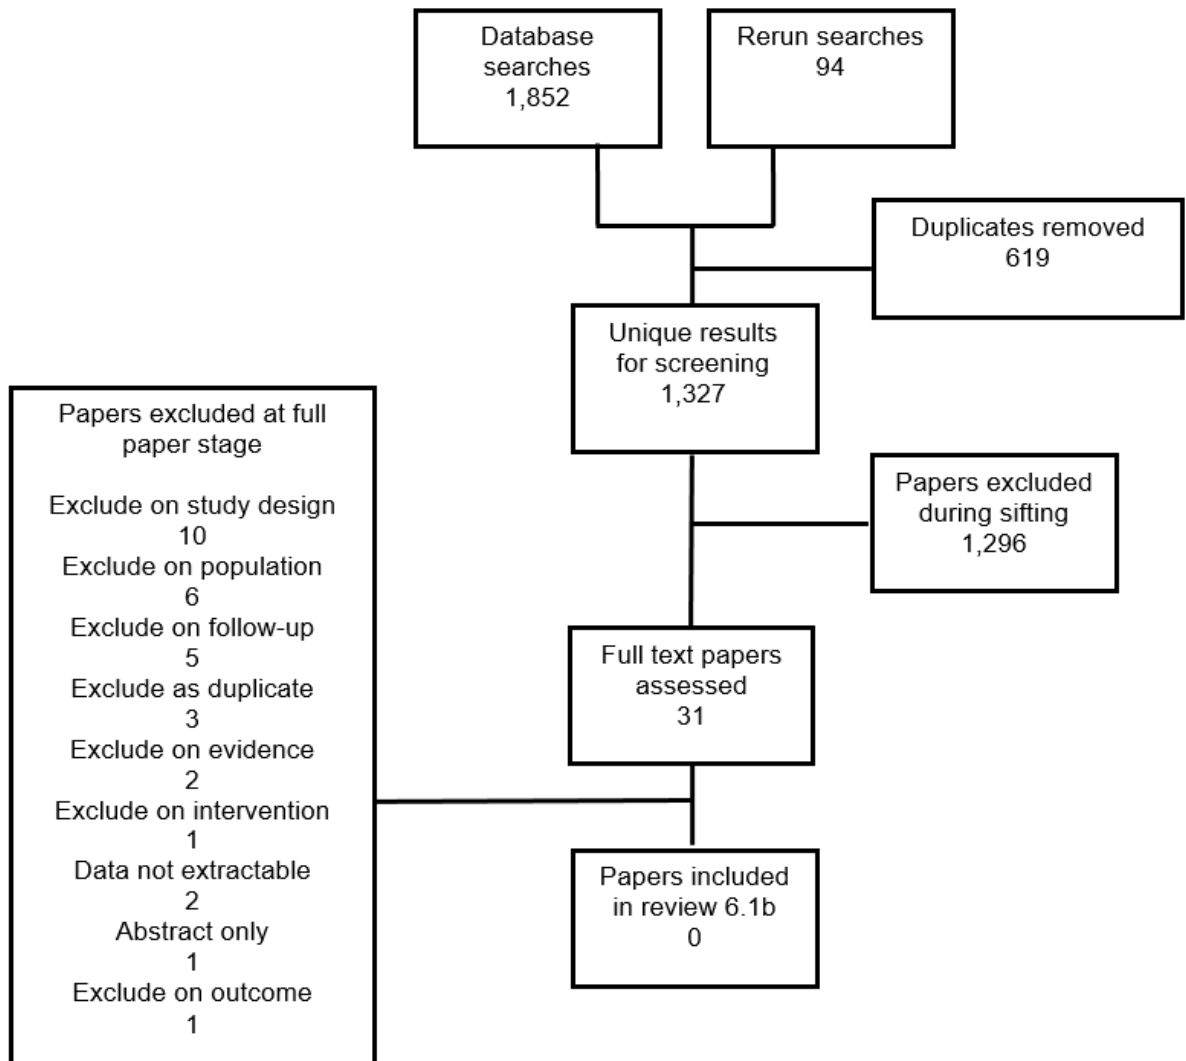 Database
searches
1,852
Rerun searches
94
Duplicates removed
619
Unique results
for screening
1,327
Papers excluded
during sifting
1,296
Full text papers
assessed
31
Papers excluded at full
paper stage
Exclude on study design
10
Exclude on population
6
Exclude on follow-up
5
Exclude as duplicate
3
Exclude on evidence
2
Exclude on intervention
1
Data not extractable
2
Abstract only
1
Exclude on outcome
1
Papers included
in review 6.1b
0